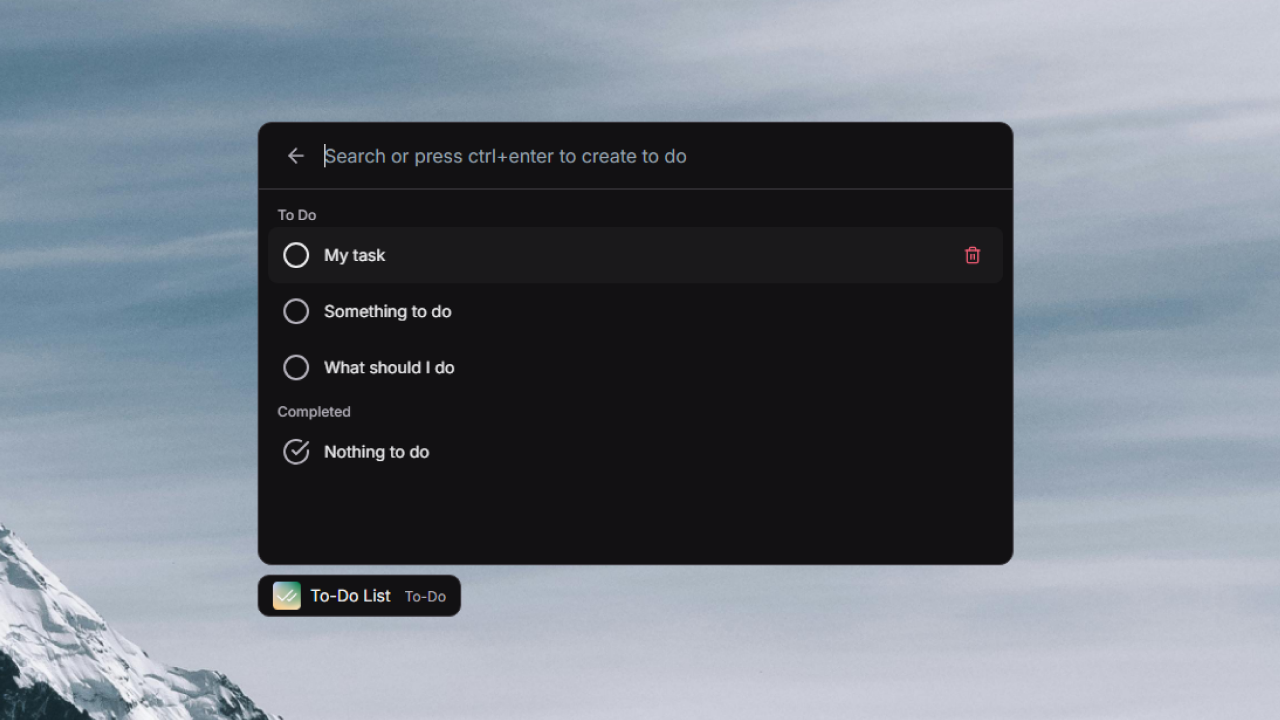 Search or press ctrl+enter to create to do
To Do
My task
Something to do
What should I do
Completed
Nothing to do
To-Do List To-Do